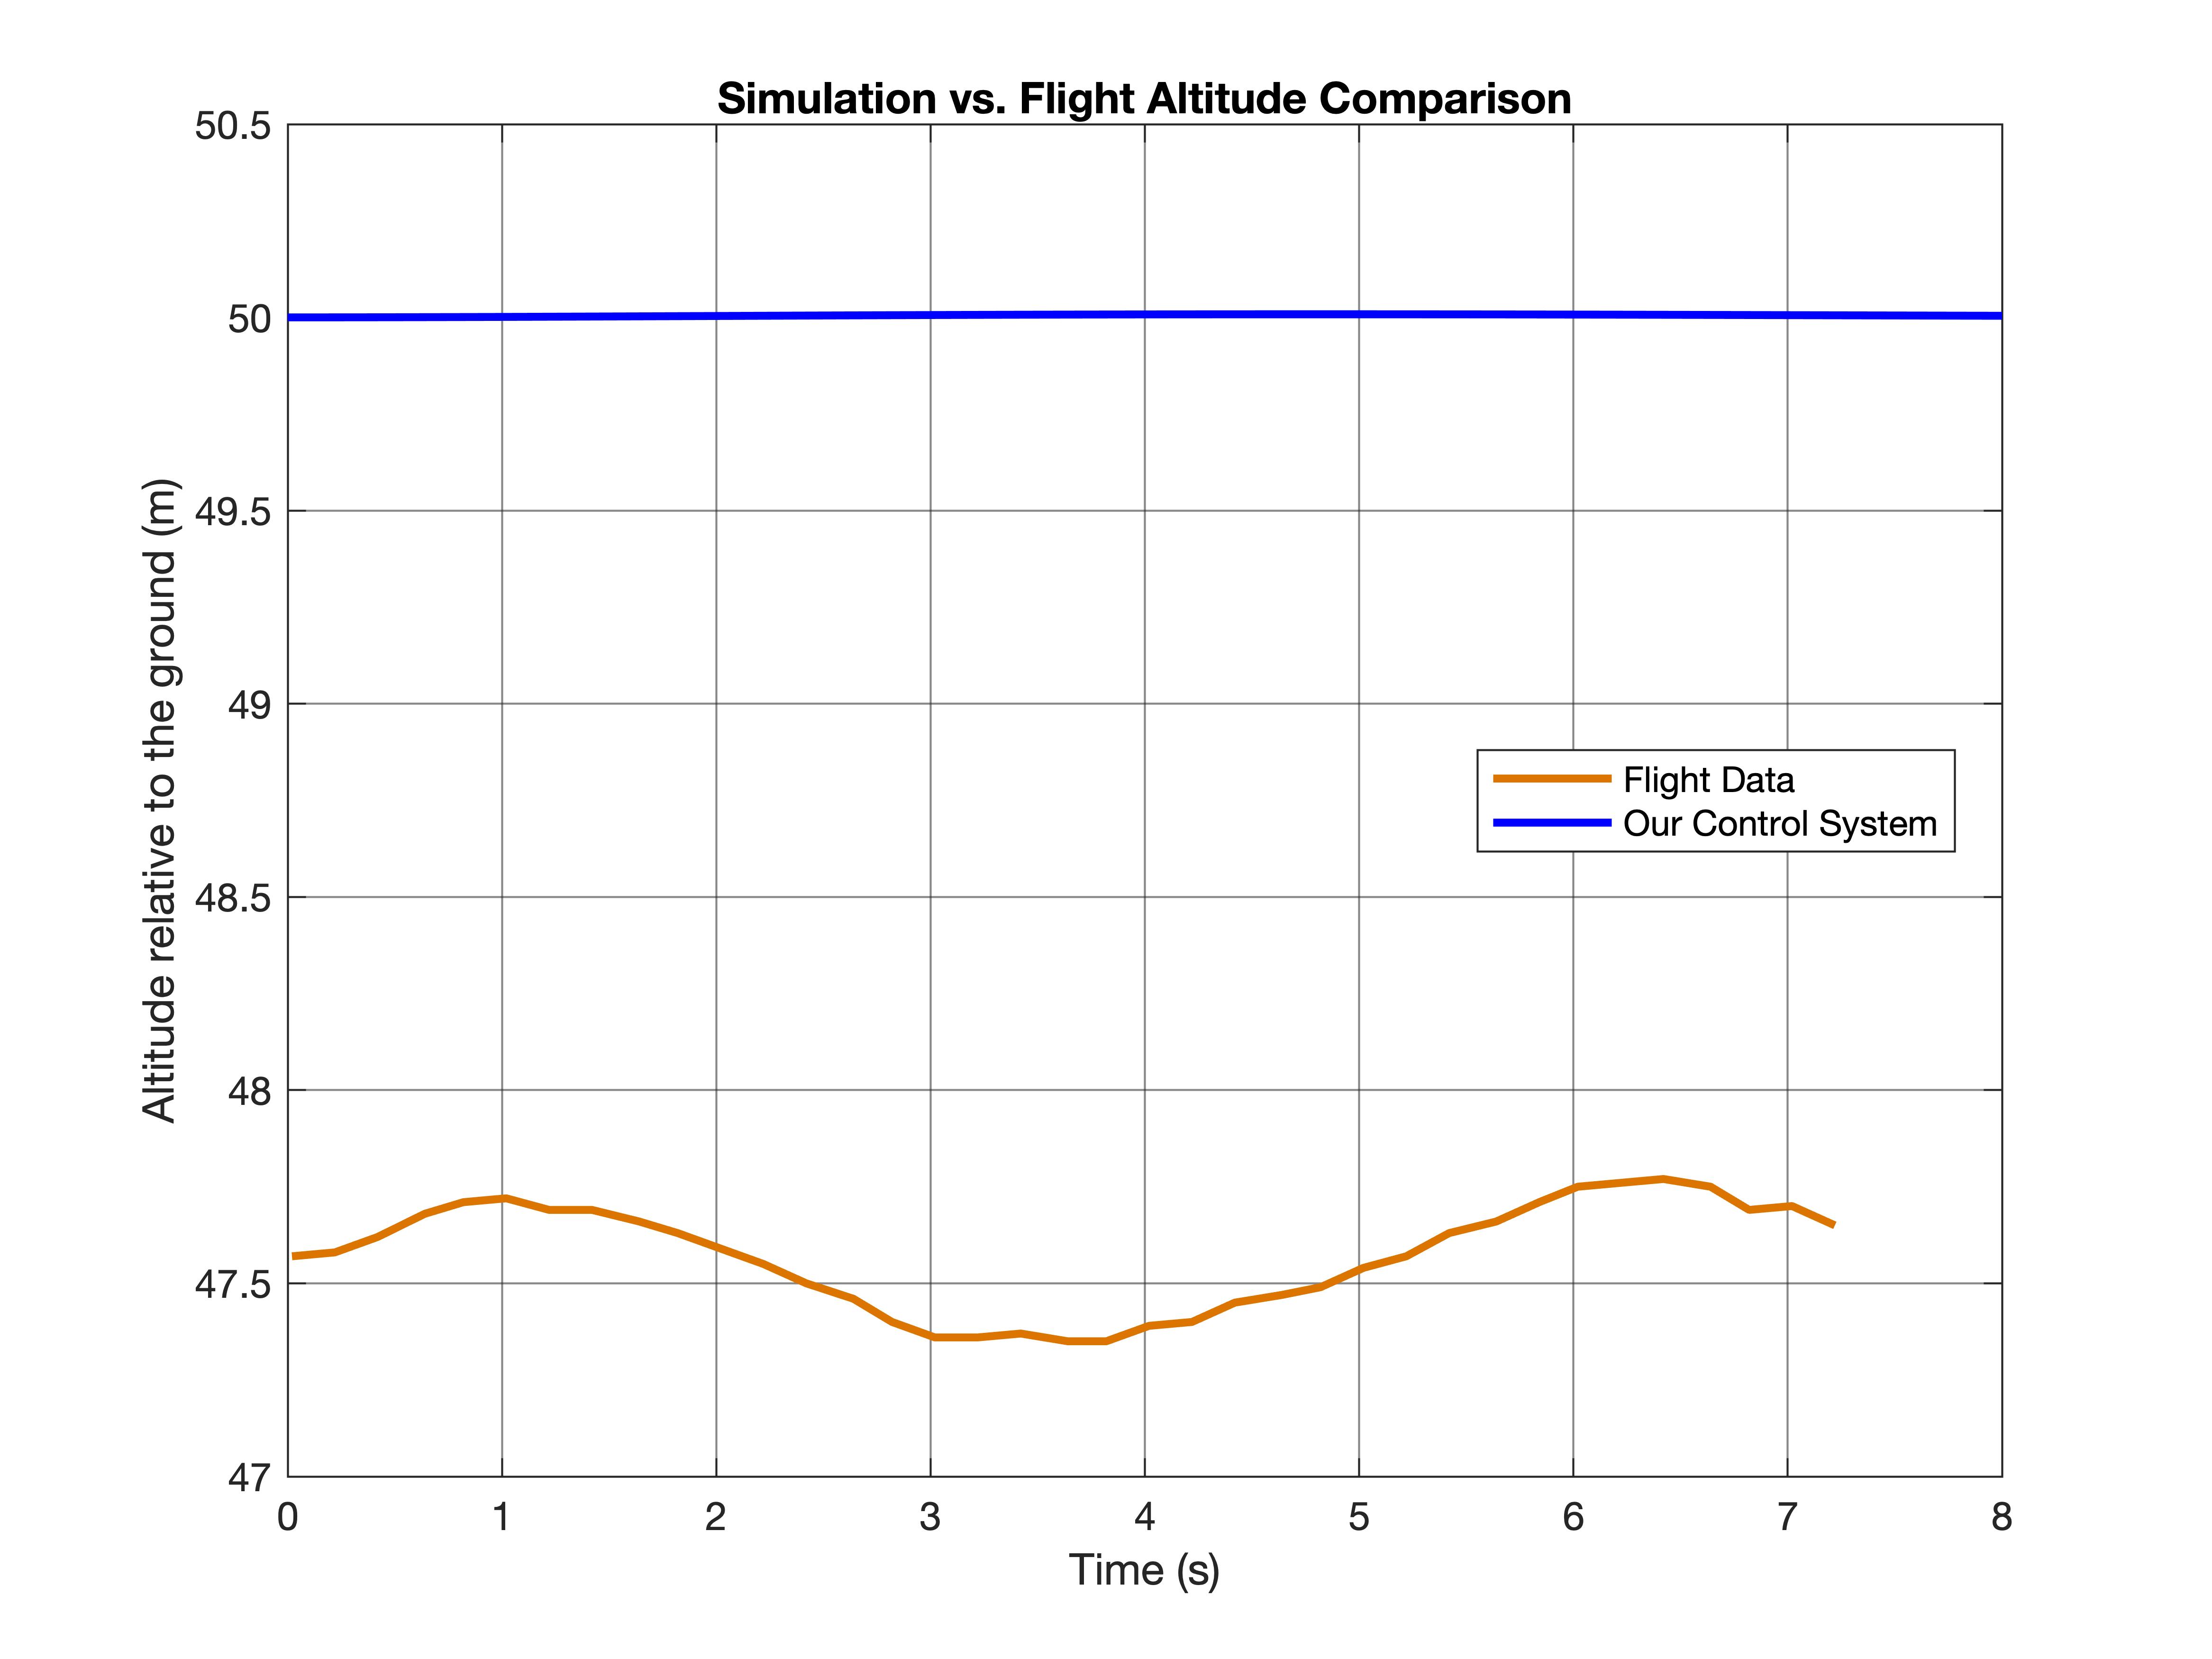 Simulation vs. Flight Altitude Comparison
50.5
50
49.5
49
48.5
48
47.5
47
Altitude relative to the ground (m)
Flight Data
Our Control System
0 1 2 3 4 5 6 7 8
Time (s)